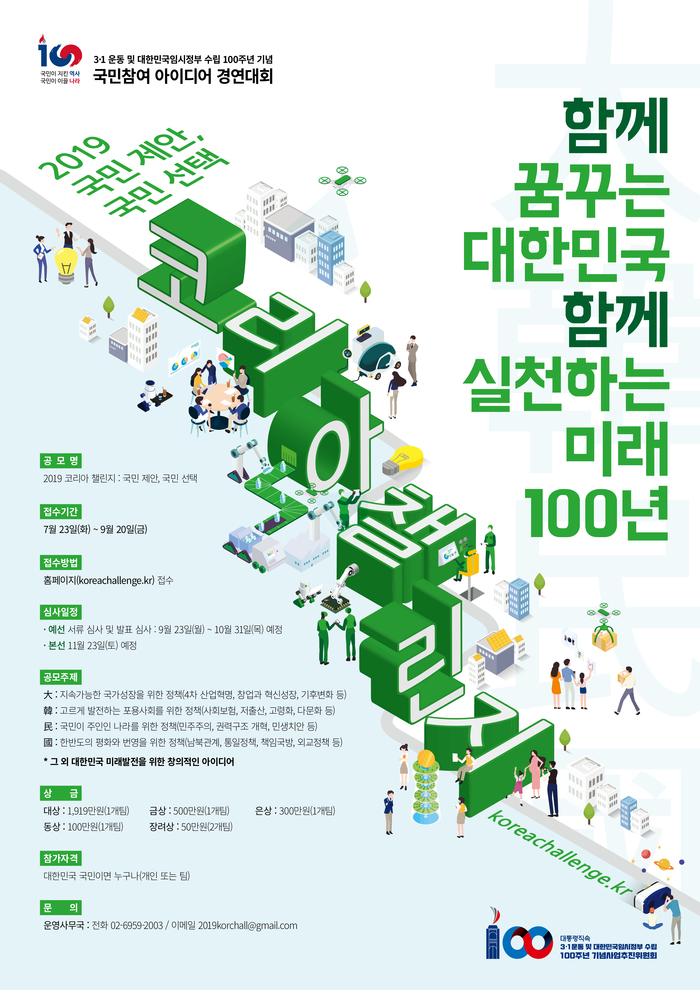 100
국민이 지킨 역사
국민이 이끌 나라
3·1 운동 및 대한민국임시정부 수립 100주년 기념
국민참여 아이디어 경연대회
2019
국민 제안,
국민 선택
코리아 챌린지
함께
꿈꾸는
대한민국
함께
실천하는
미래
100년
大韓民國
공 모 명
2019 코리아 챌린지 : 국민 제안, 국민 선택
접수기간
7월 23일(화) ~ 9월 20일(금)
접수방법
홈페이지(koreachallenge.kr) 접수
심사일정
· 예선 서류 심사 및 발표 심사 : 9월 23일(월) ~ 10월 31일(목) 예정
· 본선 11월 23일(토) 예정
공모주제
大 : 지속가능한 국가성장을 위한 정책(4차 산업혁명, 창업과 혁신성장, 기후변화 등)
韓 : 고르게 발전하는 포용사회를 위한 정책(사회보험, 저출산, 고령화, 다문화 등)
民 : 국민이 주인인 나라를 위한 정책(민주주의, 권력구조 개혁, 민생치안 등)
國 : 한반도의 평화와 번영을 위한 정책(남북관계, 통일정책, 책임국방, 외교정책 등)
* 그 외 대한민국 미래발전을 위한 창의적인 아이디어
상 금
대상 : 1,919만원(1개팀) 금상 : 500만원(1개팀) 은상 : 300만원(1개팀)
동상 : 100만원(1개팀) 장려상 : 50만원(2개팀)
참가자격
대한민국 국민이면 누구나(개인 또는 팀)
문 의
운영사무국 : 전화 02-6959-2003 / 이메일 2019korchall@gmail.com
koreachallenge.kr
100
대통령직속
3·1운동 및 대한민국임시정부 수립
100주년 기념사업추진위원회